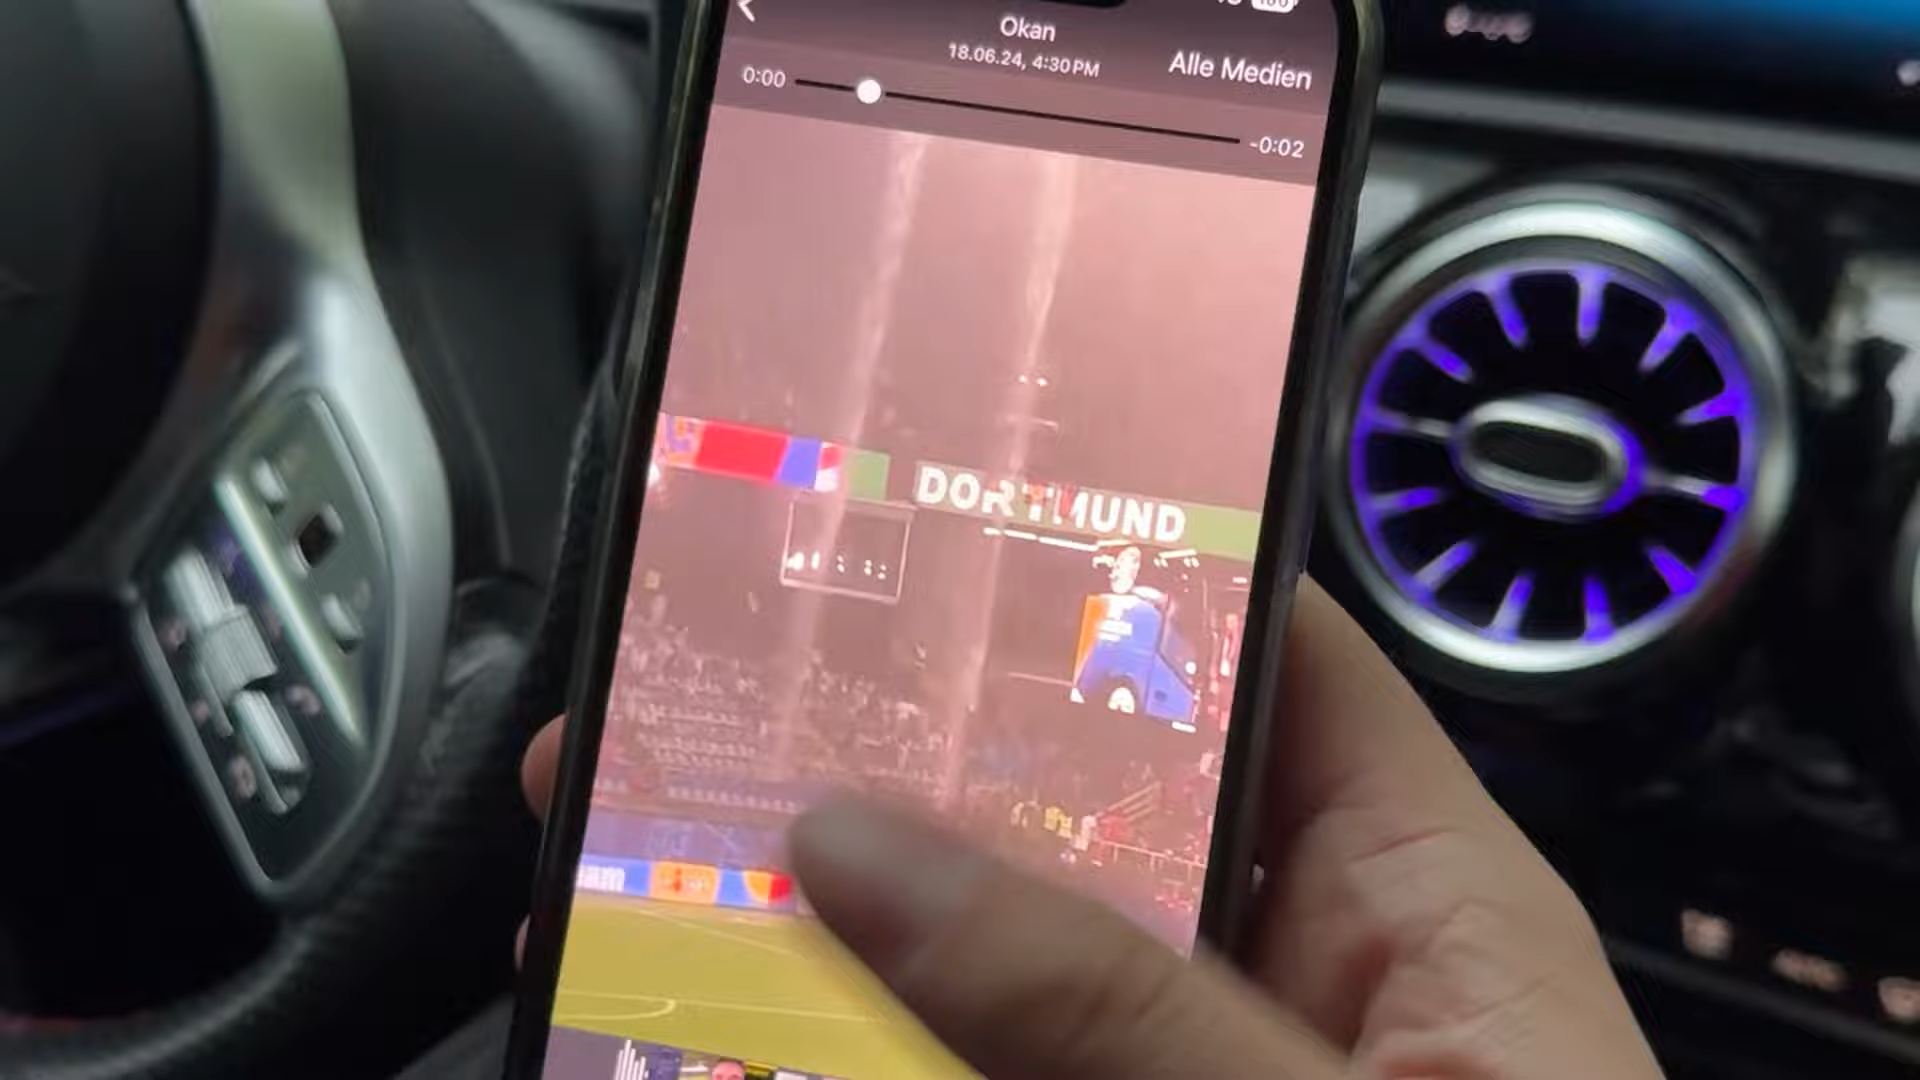 Okan
18.06.24, 4:30 PM
Alle Medien
0:00
-0:02
DORTMUND